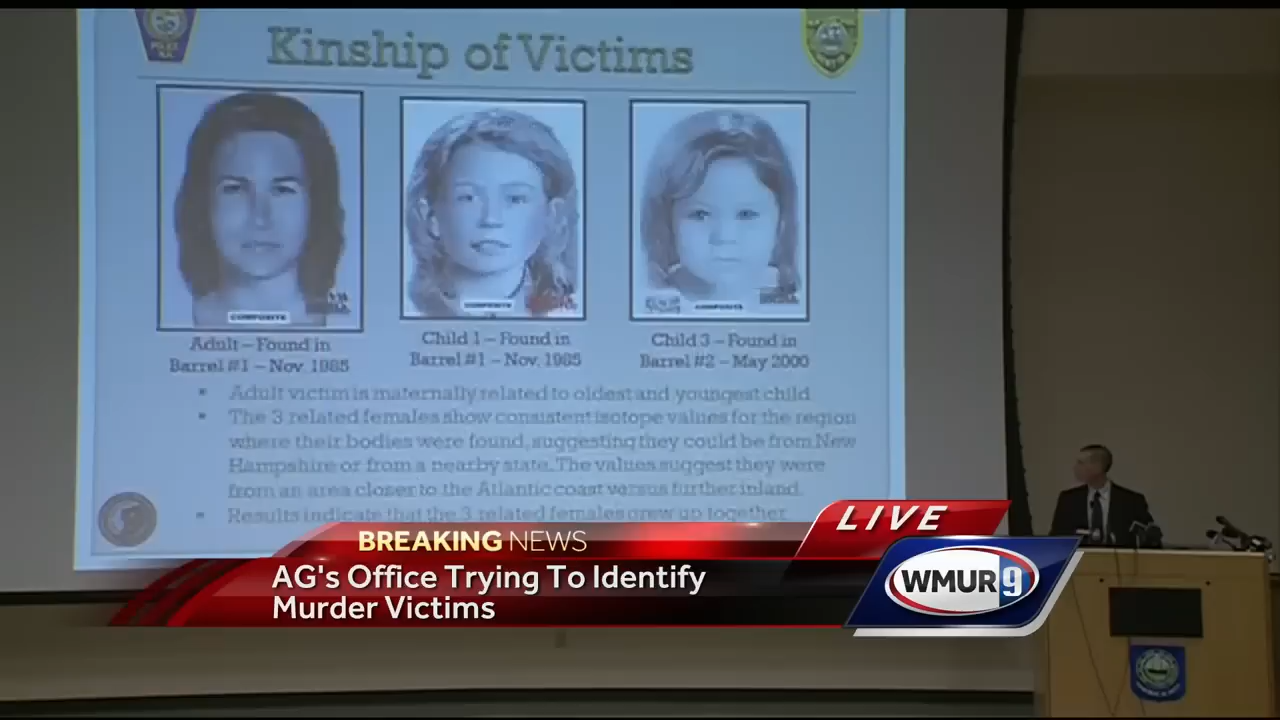 POLICE
Kinship of Victims
COMPOSITE
COMPOSITE
COMPOSITE
Adult – Found in
Barrel #1 – Nov. 1985
Child 1 – Found in
Barrel #1 – Nov. 1985
Child 3 – Found in
Barrel #2 – May 2000
▪ Adult victim is maternally related to oldest and youngest child
▪ The 3 related females show consistent isotope values for the region
where their bodies were found, suggesting they could be from New
Hampshire or from a nearby state. The values suggest they were
from an area closer to the Atlantic coast versus further inland.
▪ Results indicate that the 3 related females grew up together
LIVE
BREAKING NEWS
AG's Office Trying To Identify
Murder Victims
WMUR 9